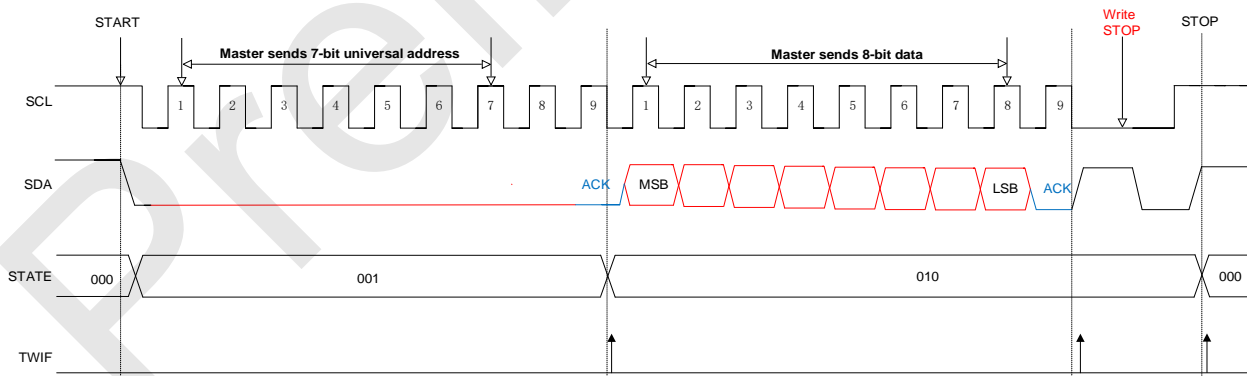 START
Write
STOP
STOP
Master sends 7-bit universal address
Master sends 8-bit data
SCL
1 2 3 4 5 6 7 8 9 1 2 3 4 5 6 7 8 9
SDA
ACK MSB LSB ACK
STATE
000 001 010 000
TWIF